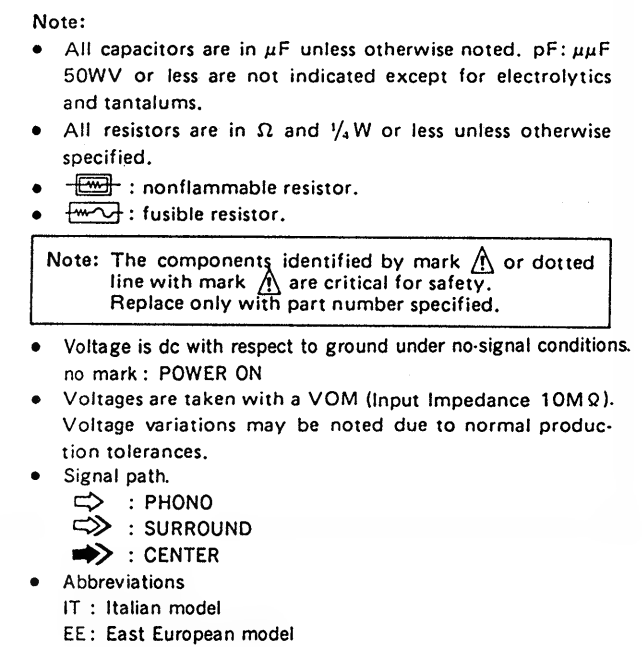 Note:
• All capacitors are in μF unless otherwise noted. pF: μμF
50WV or less are not indicated except for electrolytics
and tantalums.
• All resistors are in Ω and 1/4W or less unless otherwise
specified.
• : nonflammable resistor.
• : fusible resistor.
Note: The components identified by mark ⚠ or dotted
line with mark ⚠ are critical for safety.
Replace only with part number specified.
• Voltage is dc with respect to ground under no-signal conditions.
no mark : POWER ON
• Voltages are taken with a VOM (Input Impedance 10MΩ).
Voltage variations may be noted due to normal produc-
tion tolerances.
• Signal path.
: PHONO
: SURROUND
: CENTER
• Abbreviations
IT : Italian model
EE : East European model